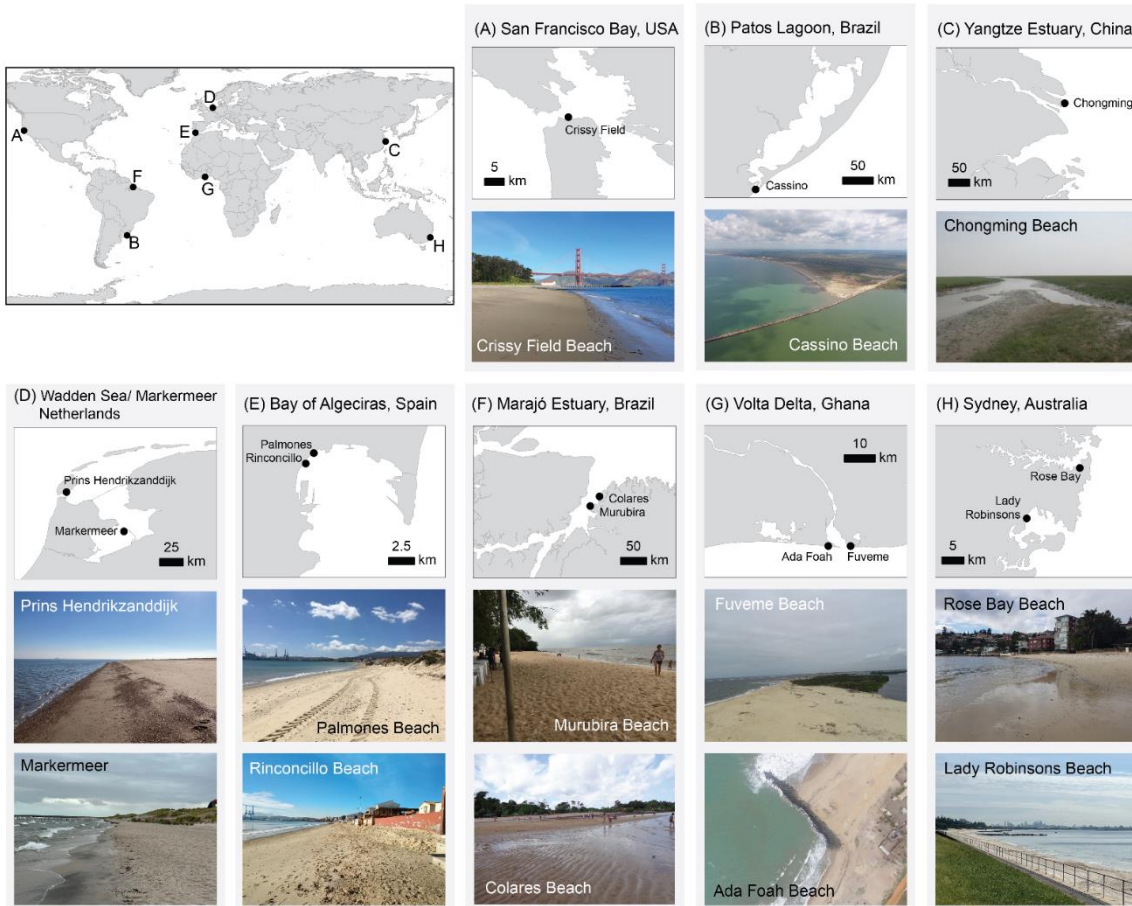 (A) San Francisco Bay, USA
Crissy Field
5
km
Crissy Field Beach
(B) Patos Lagoon, Brazil
Cassino
50
km
Cassino Beach
(C) Yangtze Estuary, China
Chongming
50
km
Chongming Beach
A
B
C
D
E
F
G
H
(D) Wadden Sea/ Markermeer
Netherlands
Prins Hendrikzanddijk
Markermeer
25
km
Prins Hendrikzanddijk
Markermeer
(E) Bay of Algeciras, Spain
Palmones
Rinconcillo
2.5
km
Palmones Beach
Rinconcillo Beach
(F) Marajó Estuary, Brazil
Colares
Murubira
50
km
Murubira Beach
Colares Beach
(G) Volta Delta, Ghana
10
km
Ada Foah
Fuveme
Fuveme Beach
Ada Foah Beach
(H) Sydney, Australia
Rose Bay
Lady
Robinsons
5
km
Rose Bay Beach
Lady Robinsons Beach